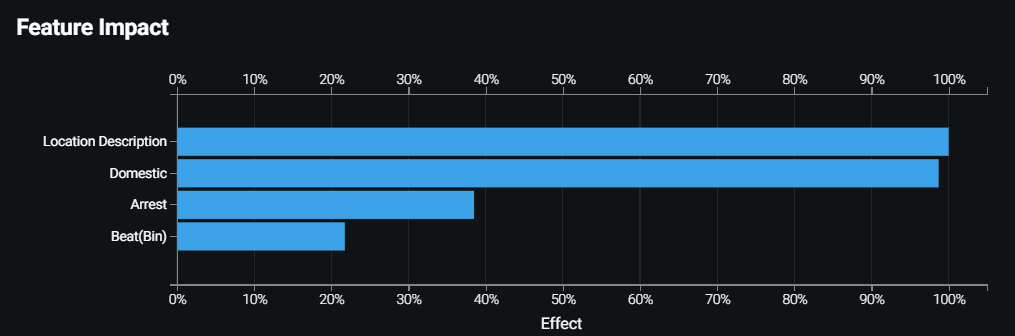 Feature Impact
0% 10% 20% 30% 40% 50% 60% 70% 80% 90% 100%
Location Description
Domestic
Arrest
Beat(Bin)
0% 10% 20% 30% 40% 50% 60% 70% 80% 90% 100%
Effect